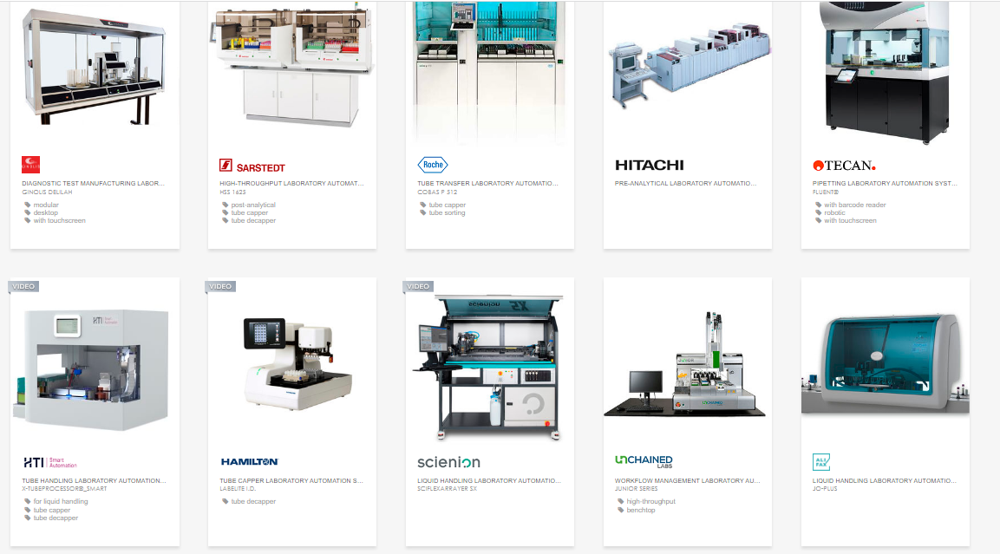 GINOLIS
SARSTEDT
Roche
HITACHI
TECAN.
DIAGNOSTIC TEST MANUFACTURING LABOR...
HIGH-THROUGHPUT LABORATORY AUTOMAT...
TUBE TRANSFER LABORATORY AUTOMATIO...
PRE-ANALYTICAL LABORATORY AUTOMATIO...
PIPETTING LABORATORY AUTOMATION SYST...
GINOLIS DELILAH
HSS 1625
COBAS P 512
FLUENT®
modular
desktop
with touchscreen
post-analytical
tube capper
tube decapper
tube capper
tube sorting
with barcode reader
robotic
with touchscreen
VIDEO
VIDEO
VIDEO
HTI
scienion SX
JUNIOR
UNCHAINED
HTI Smart
Automation
HAMILTON
scienion
UNCHAINED
LABS
ALI
FAX
TUBE HANDLING LABORATORY AUTOMATION...
TUBE CAPPER LABORATORY AUTOMATION S...
LIQUID HANDLING LABORATORY AUTOMATIO...
WORKFLOW MANAGEMENT LABORATORY AU...
LIQUID HANDLING LABORATORY AUTOMATIO...
X-TUBEPROCESSOR®_SMART
LABELITE I.D.
SCIFLEXARRAYER SX
JUNIOR SERIES
JO-PLUS
for liquid handling
tube capper
tube decapper
tube decapper
high-throughput
benchtop